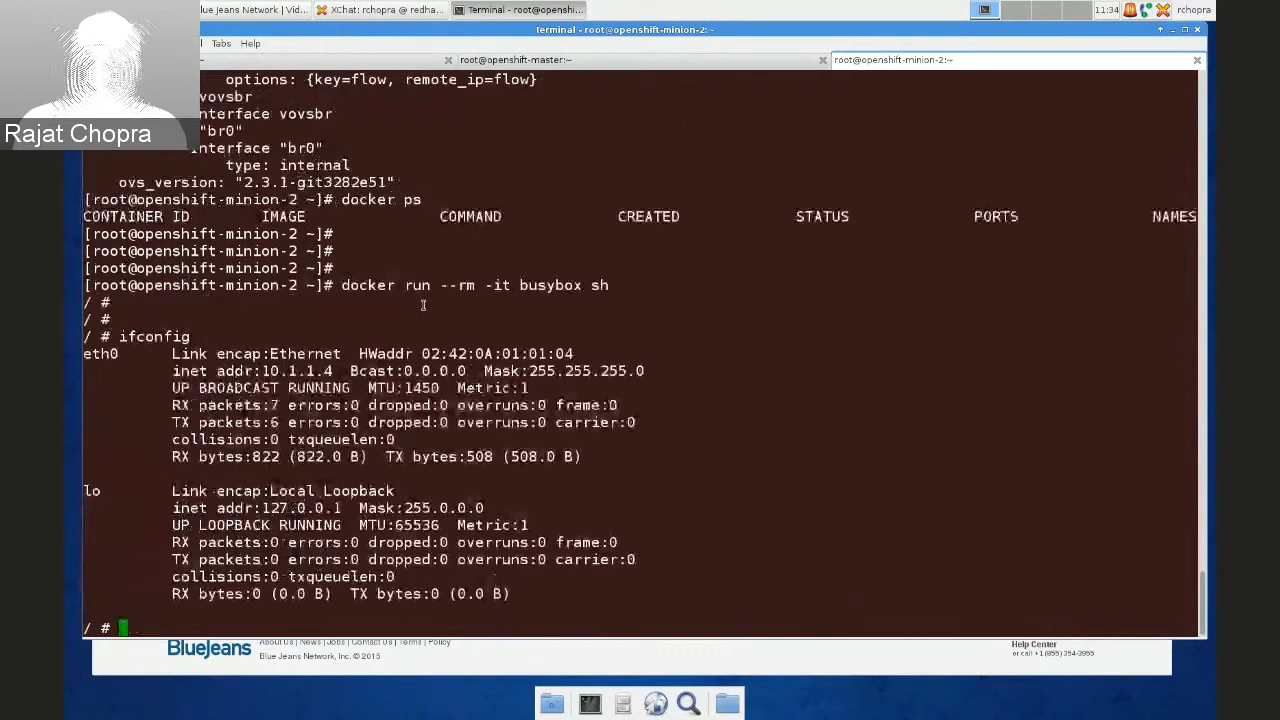 Blue Jeans Network | Vid... XChat: rchopra @ redha... Terminal - root@openshi... 11:34 rchopra
Terminal - root@openshift-minion-2: ~
Tabs Help
root@openshift-master:~ root@openshift-minion-2:~
options: {key=flow, remote_ip=flow}
vovsbr
nterface vovsbr
"br0"
interface "br0"
type: internal
ovs_version: "2.3.1-git3282e51"
[root@openshift-minion-2 ~]# docker ps
CONTAINER ID IMAGE COMMAND CREATED STATUS PORTS NAMES
[root@openshift-minion-2 ~]#
[root@openshift-minion-2 ~]#
[root@openshift-minion-2 ~]#
[root@openshift-minion-2 ~]# docker run --rm -it busybox sh
/ #
/ #
/ # ifconfig
eth0 Link encap:Ethernet HWaddr 02:42:0A:01:01:04
inet addr:10.1.1.4 Bcast:0.0.0.0 Mask:255.255.255.0
UP BROADCAST RUNNING MTU:1450 Metric:1
RX packets:7 errors:0 dropped:0 overruns:0 frame:0
TX packets:6 errors:0 dropped:0 overruns:0 carrier:0
collisions:0 txqueuelen:0
RX bytes:822 (822.0 B) TX bytes:508 (508.0 B)
lo Link encap:Local Loopback
inet addr:127.0.0.1 Mask:255.0.0.0
UP LOOPBACK RUNNING MTU:65536 Metric:1
RX packets:0 errors:0 dropped:0 overruns:0 frame:0
TX packets:0 errors:0 dropped:0 overruns:0 carrier:0
collisions:0 txqueuelen:0
RX bytes:0 (0.0 B) TX bytes:0 (0.0 B)
/ #
Rajat Chopra
BlueJeans
About Us | News | Jobs | Contact Us | Terms | Policy
Blue Jeans Network, Inc. © 2015
Help Center
or call +1 (855) 354-3955